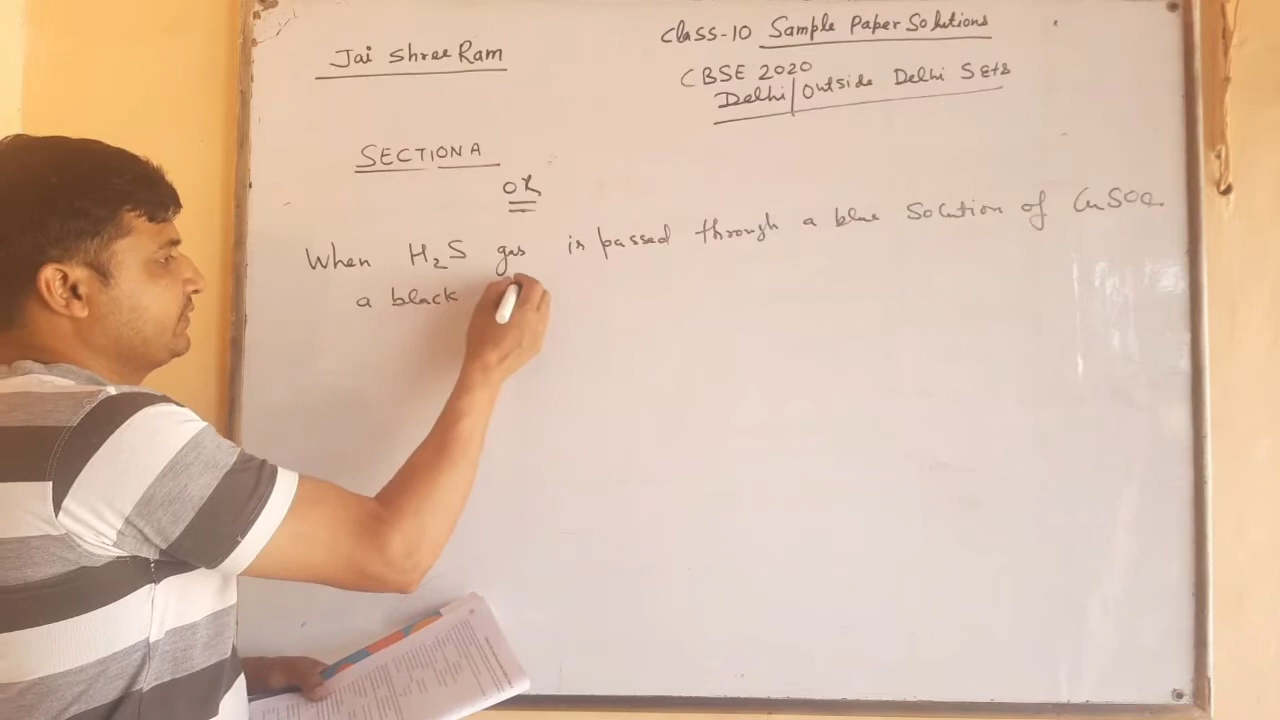 Jai Shree Ram
Class-10 Sample Paper Solutions
CBSE 2020
Delhi/Outside Delhi Sets
SECTION A
OR
When H₂S gas is passed through a blue solution of CuSO₄
a black